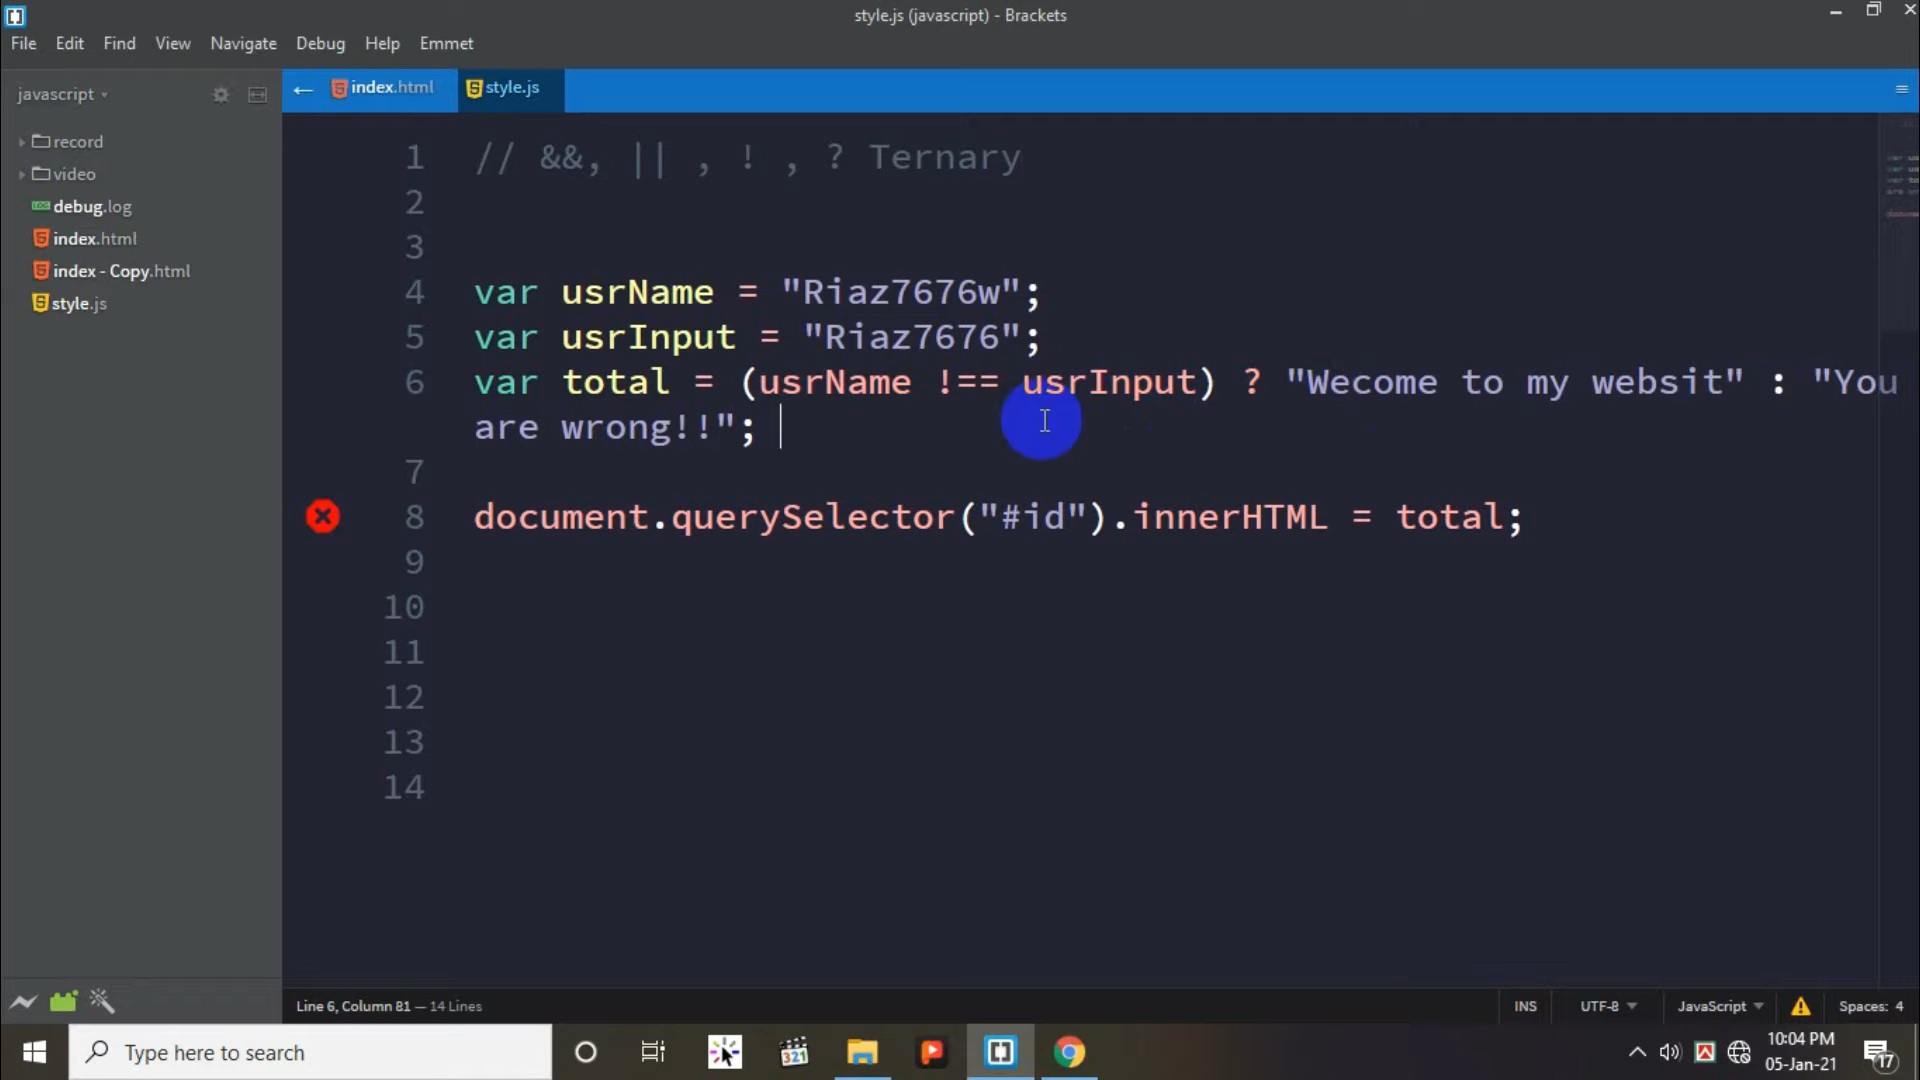 style.js (javascript) - Brackets
File Edit Find View Navigate Debug Help Emmet
javascript
index.html style.js
record
video
debug.log
index.html
index - Copy.html
style.js
1 // &&, || , ! , ? Ternary
2
3
4 var usrName = "Riaz7676w";
5 var usrInput = "Riaz7676";
6 var total = (usrName !== usrInput) ? "Wecome to my websit" : "You
are wrong!!";
7
8 document.querySelector("#id").innerHTML = total;
9
10
11
12
13
14
Line 6, Column 81 — 14 Lines
INS UTF-8 JavaScript Spaces: 4
Type here to search
321
10:04 PM
05-Jan-21
17